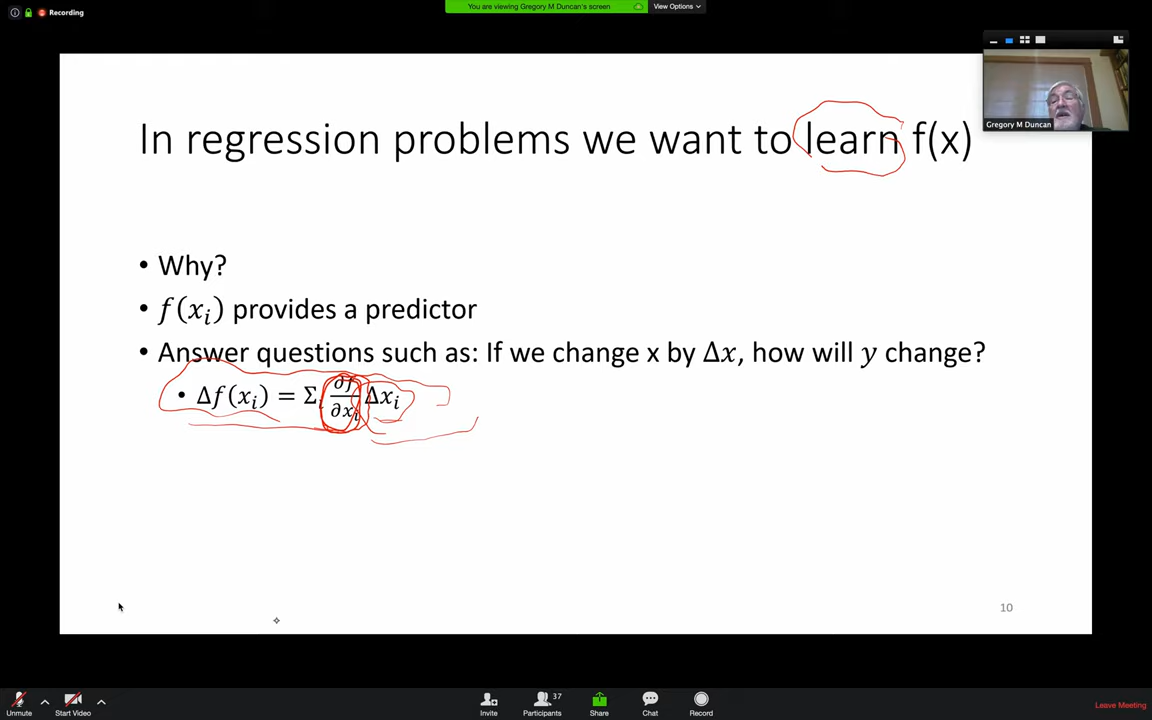 Recording
You are viewing Gregory M Duncan's screen
View Options
Gregory M Duncan
In regression problems we want to learn f(x)
• Why?
• f(xᵢ) provides a predictor
• Answer questions such as: If we change x by Δx, how will y change?
• Δf(xᵢ) = Σᵢ ∂f/∂xᵢ Δxᵢ
10
Unmute
Start Video
Invite
Participants 37
Share
Chat
Record
Leave Meeting